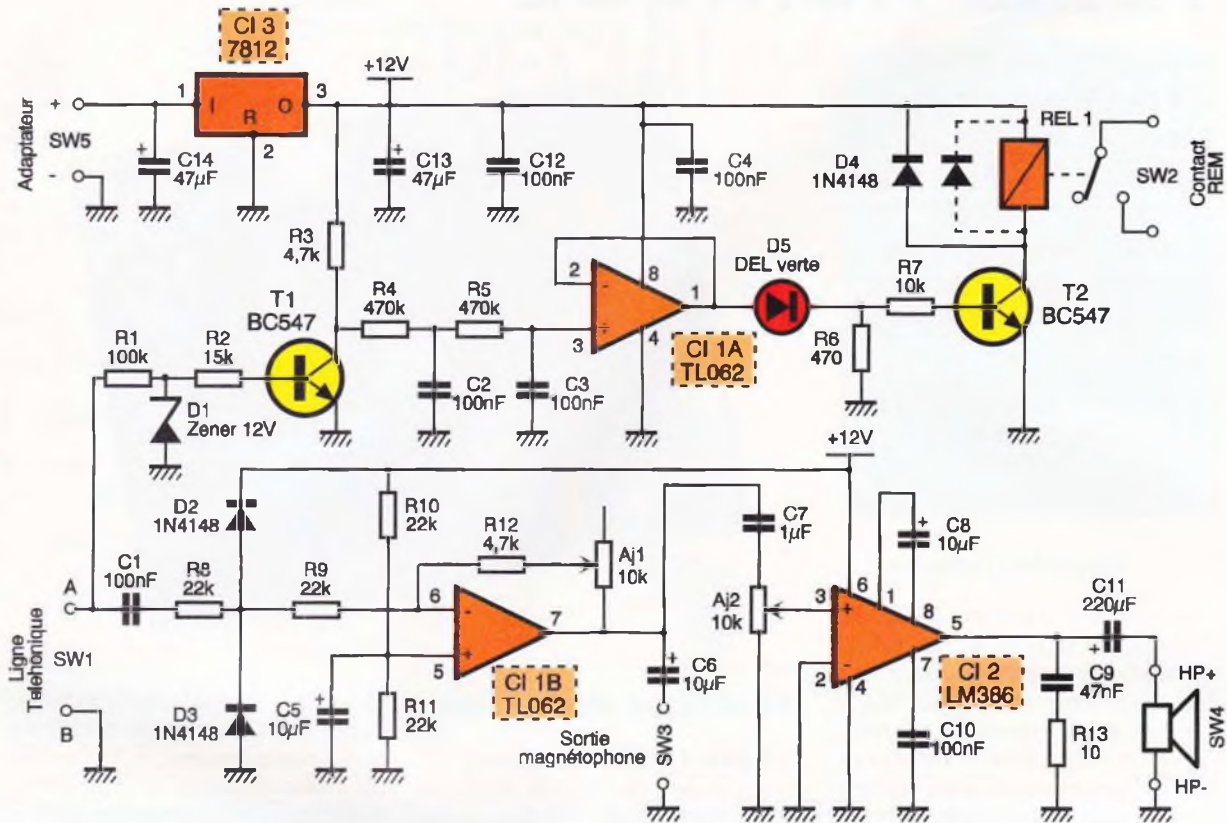 CI 3
7812
+12V
1
3
I
O
R
2
Adaptateur
+
SW5
-
+
C14
47µF
+
C13
47µF
C12
100nF
C4
100nF
D4
1N4148
REL 1
SW2
Contact
REM
R3
4,7k
T1
BC547
R1
100k
R2
15k
D1
Zener 12V
R4
470k
R5
470k
C2
100nF
C3
100nF
2
-
8
1
+
3
4
CI 1A
TL062
D5
DEL verte
R6
470
R7
10k
T2
BC547
+12V
D2
1N4148
R10
22k
R12
4,7k
Aj1
10k
C7
1µF
C8
+
10µF
C1
100nF
R8
22k
R9
22k
A
Ligne
Teléhonique
SW1
B
6
-
7
+
5
CI 1B
TL062
D3
1N4148
C5
10µF
+
R11
22k
+
C6
10µF
Sortie
magnétophone
SW3
Aj2
10k
3
+
6
1
8
5
-
2
4
7
CI 2
LM386
C10
100nF
C11
220µF
+
C9
47nF
R13
10
HP+
SW4
HP-